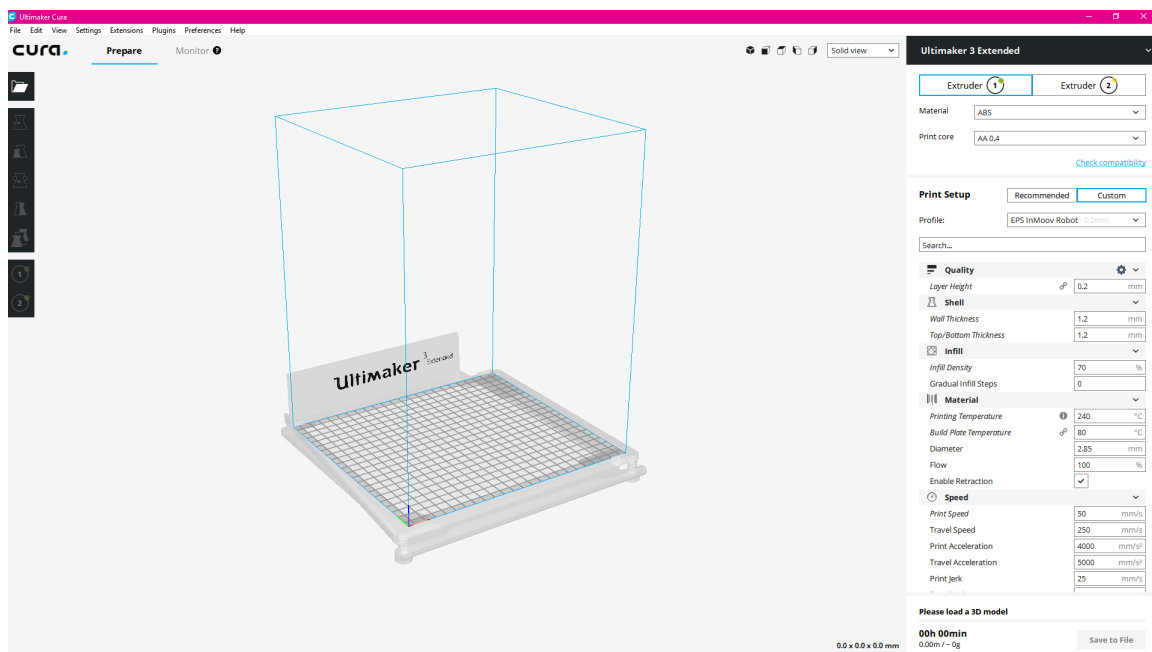 Ultimaker Cura
File Edit View Settings Extensions Plugins Preferences Help
cura. Prepare Monitor Solid view
Ultimaker 3 Extended
Extruder 1 Extruder 2
Material ABS
Print core AA 0.4
Check compatibility
Print Setup Recommended Custom
Profile: EPS InMoov Robot - 0.2mm
Search...
Quality
Layer Height 0.2 mm
Shell
Wall Thickness 1.2 mm
Top/Bottom Thickness 1.2 mm
Infill
Infill Density 70 %
Gradual Infill Steps 0
Material
Printing Temperature 240 °C
Build Plate Temperature 80 °C
Diameter 2.85 mm
Flow 100 %
Enable Retraction
Speed
Print Speed 50 mm/s
Travel Speed 250 mm/s
Print Acceleration 4000 mm/s²
Travel Acceleration 5000 mm/s²
Print Jerk 25 mm/s
Please load a 3D model
00h 00min
0.00m / ~ 0g
Save to File
1
2
Ultimaker 3 Extended
0.0 x 0.0 x 0.0 mm